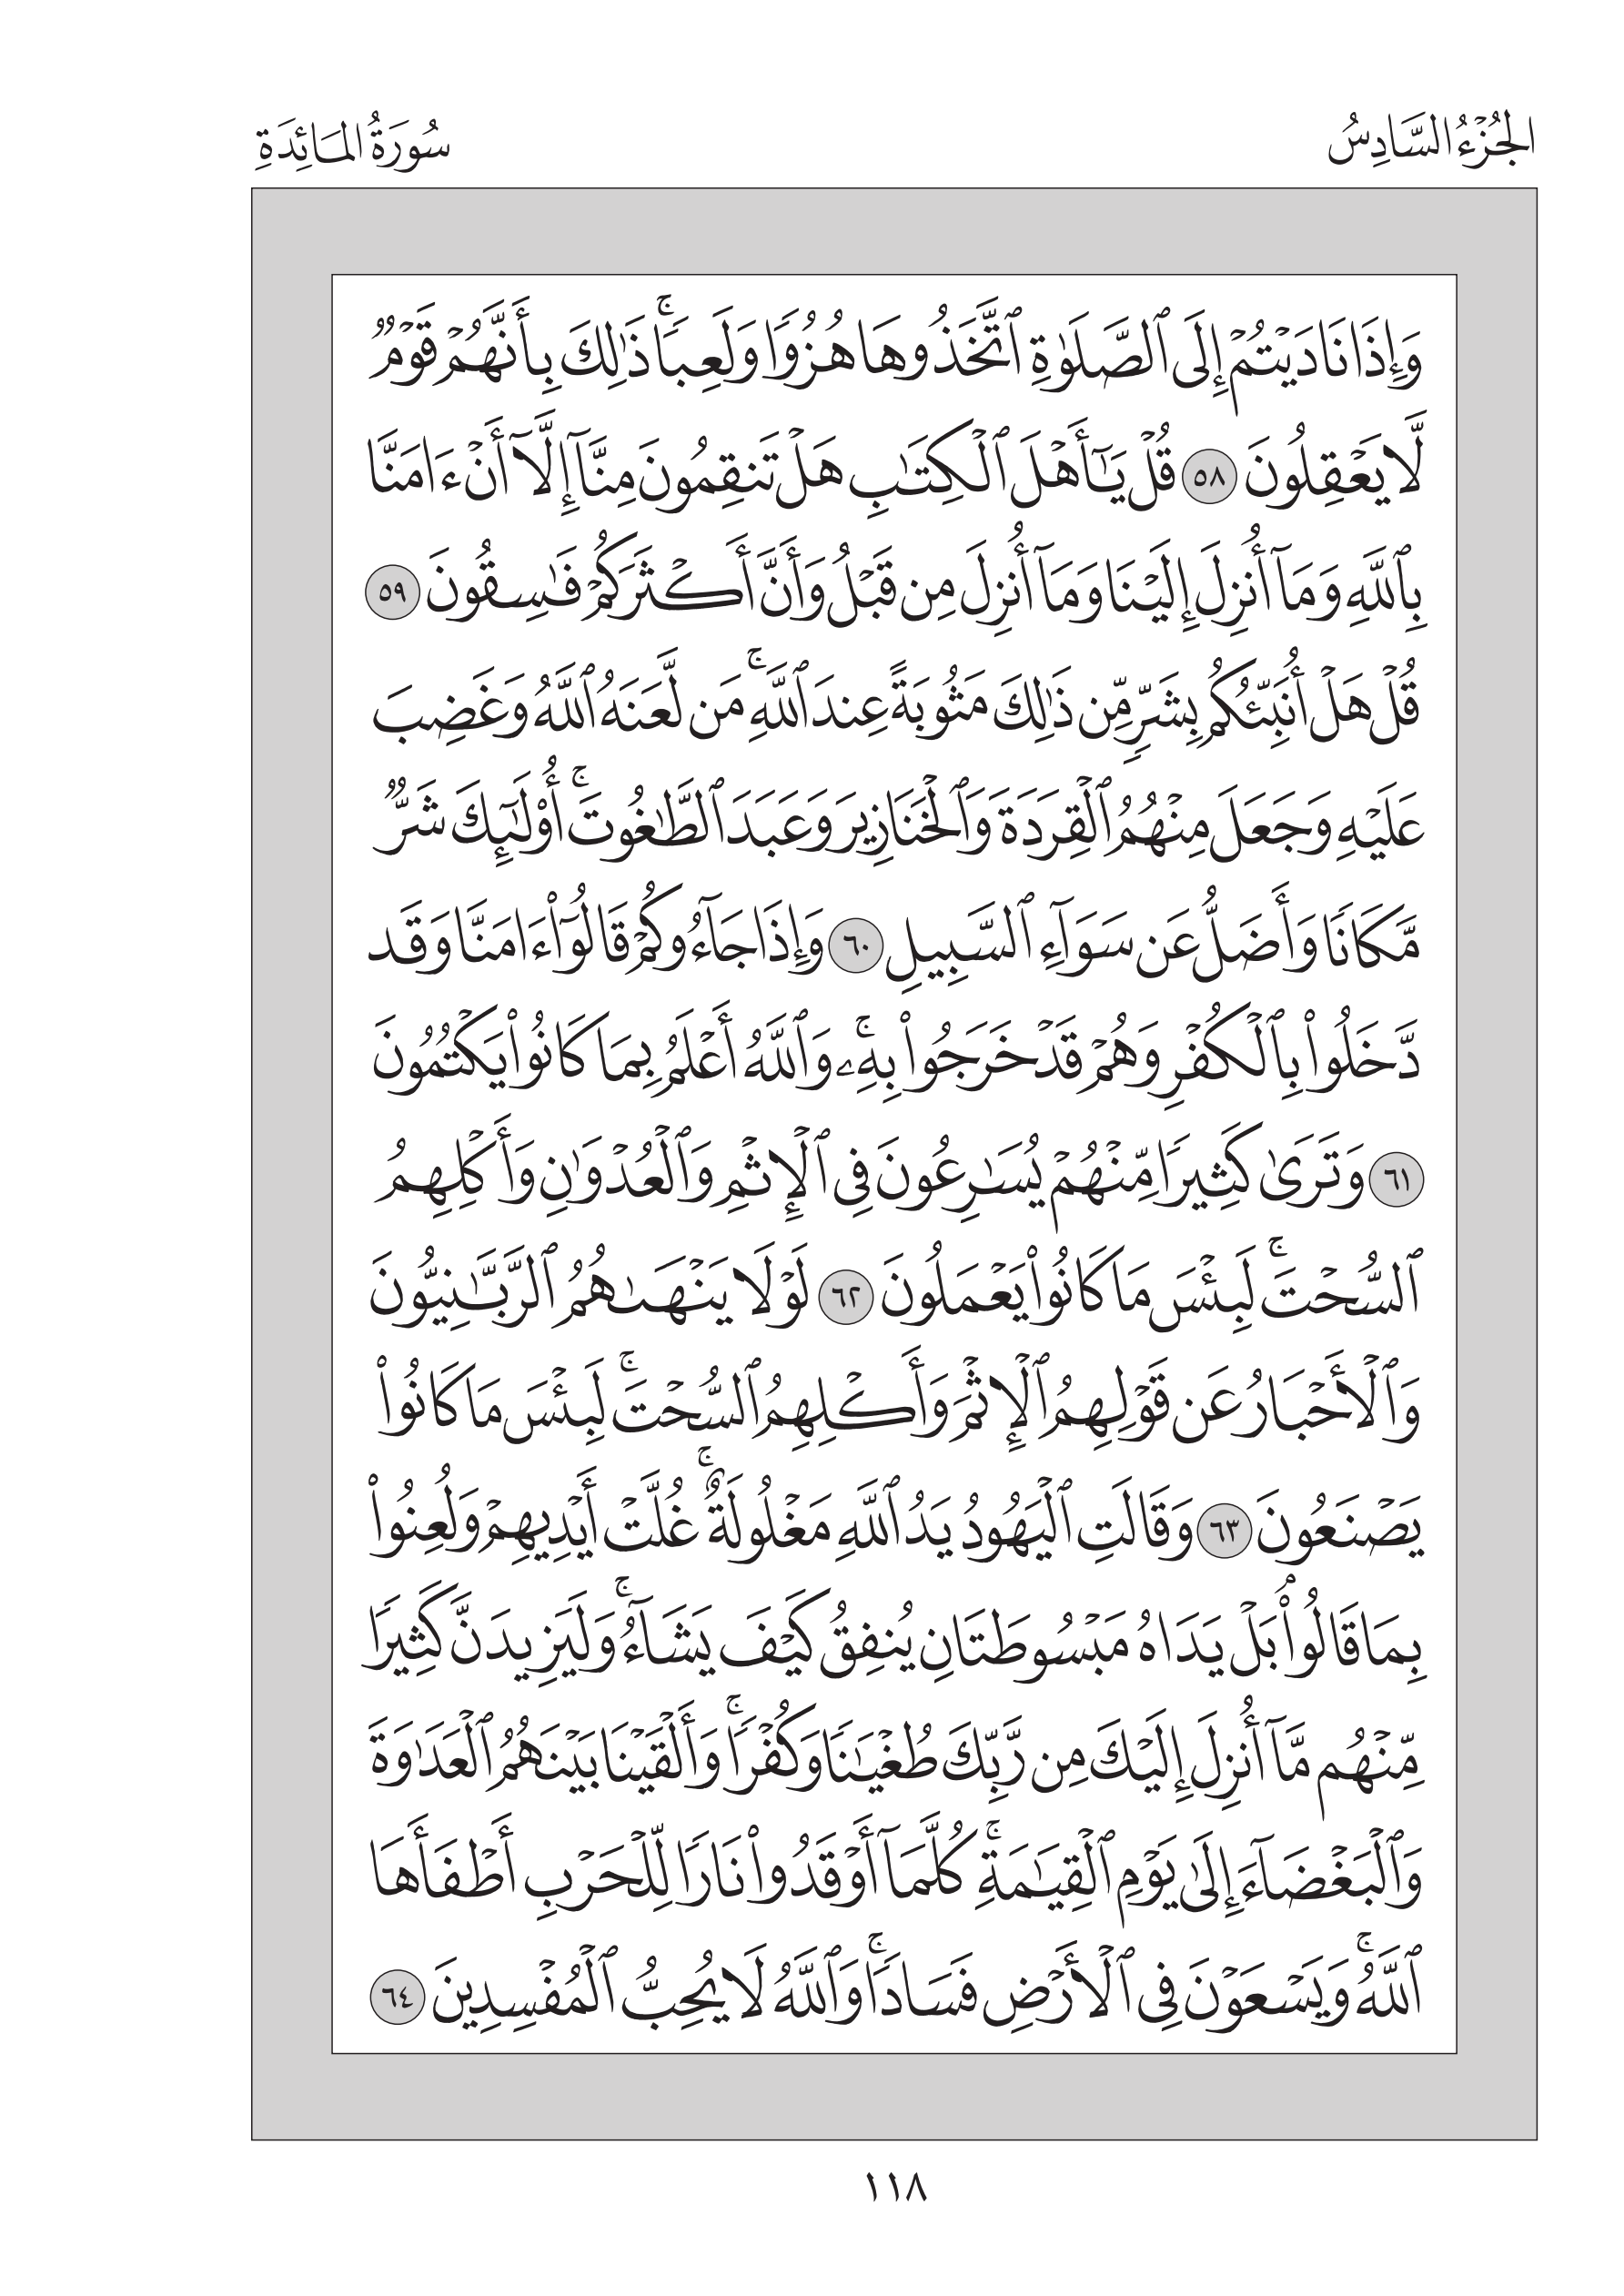 الجُزْءُ السَّادِسُ
سُورَةُ المَائِدَةِ
وَإِذَا نَادَيۡتُمۡ إِلَى ٱلصَّلَوٰةِ ٱتَّخَذُوهَا هُزُوٗا وَلَعِبٗاۚ ذَٰلِكَ بِأَنَّهُمۡ قَوۡمٞ
لَّا يَعۡقِلُونَ ٥٨ قُلۡ يَٰٓأَهۡلَ ٱلۡكِتَٰبِ هَلۡ تَنقِمُونَ مِنَّآ إِلَّآ أَنۡ ءَامَنَّا
بِٱللَّهِ وَمَآ أُنزِلَ إِلَيۡنَا وَمَآ أُنزِلَ مِن قَبۡلُ وَأَنَّ أَكۡثَرَكُمۡ فَٰسِقُونَ ٥٩
قُلۡ هَلۡ أُنَبِّئُكُم بِشَرّٖ مِّن ذَٰلِكَ مَثُوبَةً عِندَ ٱللَّهِۚ مَن لَّعَنَهُ ٱللَّهُ وَغَضِبَ
عَلَيۡهِ وَجَعَلَ مِنۡهُمُ ٱلۡقِرَدَةَ وَٱلۡخَنَازِيرَ وَعَبَدَ ٱلطَّٰغُوتَۚ أُوْلَٰٓئِكَ شَرّٞ
مَّكَانٗا وَأَضَلُّ عَن سَوَآءِ ٱلسَّبِيلِ ٦٠ وَإِذَا جَآءُوكُمۡ قَالُوٓاْ ءَامَنَّا وَقَد
دَّخَلُواْ بِٱلۡكُفۡرِ وَهُمۡ قَدۡ خَرَجُواْ بِهِۦۚ وَٱللَّهُ أَعۡلَمُ بِمَا كَانُواْ يَكۡتُمُونَ
٦١ وَتَرَىٰ كَثِيرٗا مِّنۡهُمۡ يُسَٰرِعُونَ فِي ٱلۡإِثۡمِ وَٱلۡعُدۡوَٰنِ وَأَكۡلِهِمُ
ٱلسُّحۡتَۚ لَبِئۡسَ مَا كَانُواْ يَعۡمَلُونَ ٦٢ لَوۡلَا يَنۡهَىٰهُمُ ٱلرَّبَّٰنِيُّونَ
وَٱلۡأَحۡبَارُ عَن قَوۡلِهِمُ ٱلۡإِثۡمَ وَأَكۡلِهِمُ ٱلسُّحۡتَۚ لَبِئۡسَ مَا كَانُواْ
يَصۡنَعُونَ ٦٣ وَقَالَتِ ٱلۡيَهُودُ يَدُ ٱللَّهِ مَغۡلُولَةٌۚ غُلَّتۡ أَيۡدِيهِمۡ وَلُعِنُواْ
بِمَا قَالُواْۘ بَلۡ يَدَاهُ مَبۡسُوطَتَانِ يُنفِقُ كَيۡفَ يَشَآءُۚ وَلَيَزِيدَنَّ كَثِيرٗا
مِّنۡهُم مَّآ أُنزِلَ إِلَيۡكَ مِن رَّبِّكَ طُغۡيَٰنٗا وَكُفۡرٗاۚ وَأَلۡقَيۡنَا بَيۡنَهُمُ ٱلۡعَدَٰوَةَ
وَٱلۡبَغۡضَآءَ إِلَىٰ يَوۡمِ ٱلۡقِيَٰمَةِۚ كُلَّمَآ أَوۡقَدُواْ نَارٗا لِّلۡحَرۡبِ أَطۡفَأَهَا
ٱللَّهُۚ وَيَسۡعَوۡنَ فِي ٱلۡأَرۡضِ فَسَادٗاۚ وَٱللَّهُ لَا يُحِبُّ ٱلۡمُفۡسِدِينَ ٦٤
١١٨